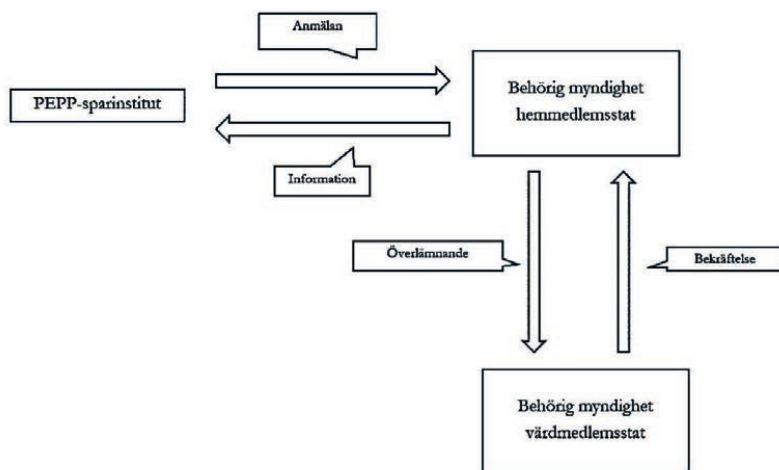 Anmälan
PEPP-sparinstitut
Behörig myndighet
hemmedlemsstat
Information
Överlämnande
Bekräftelse
Behörig myndighet
värdmedlemsstat